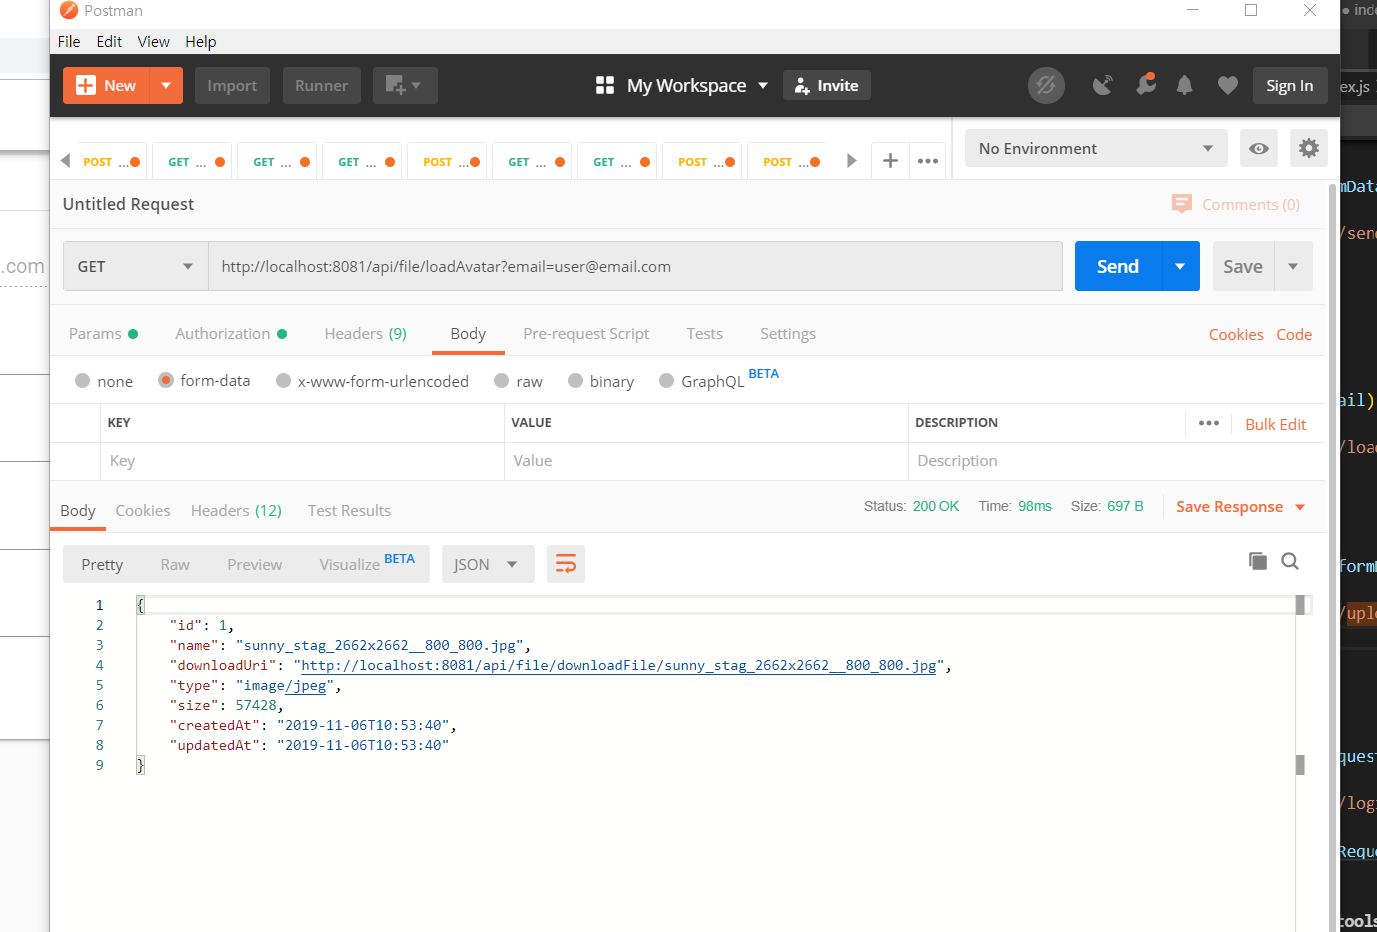 Postman
inde
File Edit View Help
New Import Runner My Workspace Invite Sign In
ex.js
POST ... GET ... GET ... GET ... POST ... GET ... GET ... POST ... POST ... + ... No Environment
mData
Untitled Request Comments (0)
/send
.com
GET http://localhost:8081/api/file/loadAvatar?email=user@email.com Send Save
Params Authorization Headers (9) Body Pre-request Script Tests Settings Cookies Code
none form-data x-www-form-urlencoded raw binary GraphQL BETA
ail)
KEY VALUE DESCRIPTION ... Bulk Edit
/load
Key Value Description
Body Cookies Headers (12) Test Results Status: 200 OK Time: 98ms Size: 697 B Save Response
Pretty Raw Preview Visualize BETA JSON
formD
1 {
/uplo
2 "id": 1,
3 "name": "sunny_stag_2662x2662__800_800.jpg",
4 "downloadUri": "http://localhost:8081/api/file/downloadFile/sunny_stag_2662x2662__800_800.jpg",
5 "type": "image/jpeg",
6 "size": 57428,
7 "createdAt": "2019-11-06T10:53:40",
8 "updatedAt": "2019-11-06T10:53:40"
quest
9 }
/logi
Reque
tools